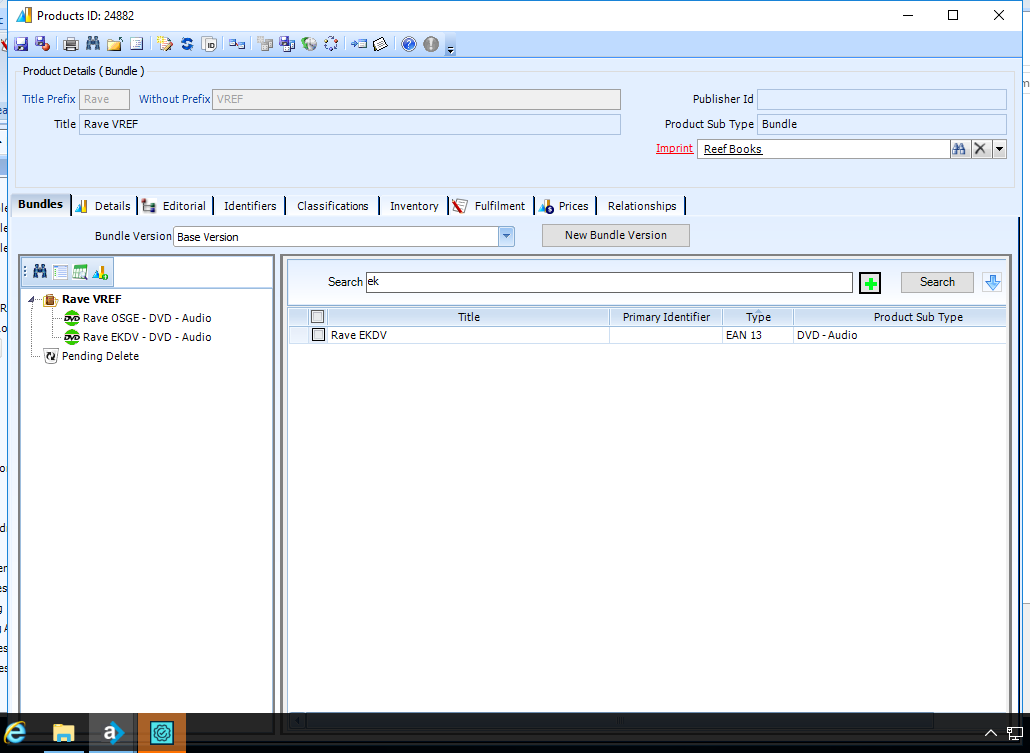 Products ID: 24882
Product Details ( Bundle )
Title Prefix Rave Without Prefix VREF Publisher Id
Title Rave VREF Product Sub Type Bundle
Imprint Reef Books
Bundles Details Editorial Identifiers Classifications Inventory Fulfilment Prices Relationships
Bundle Version Base Version New Bundle Version
Search ek Search
Rave VREF
DVD Rave OSGE - DVD - Audio
DVD Rave EKDV - DVD - Audio
Pending Delete
Title Primary Identifier Type Product Sub Type
Rave EKDV EAN 13 DVD - Audio